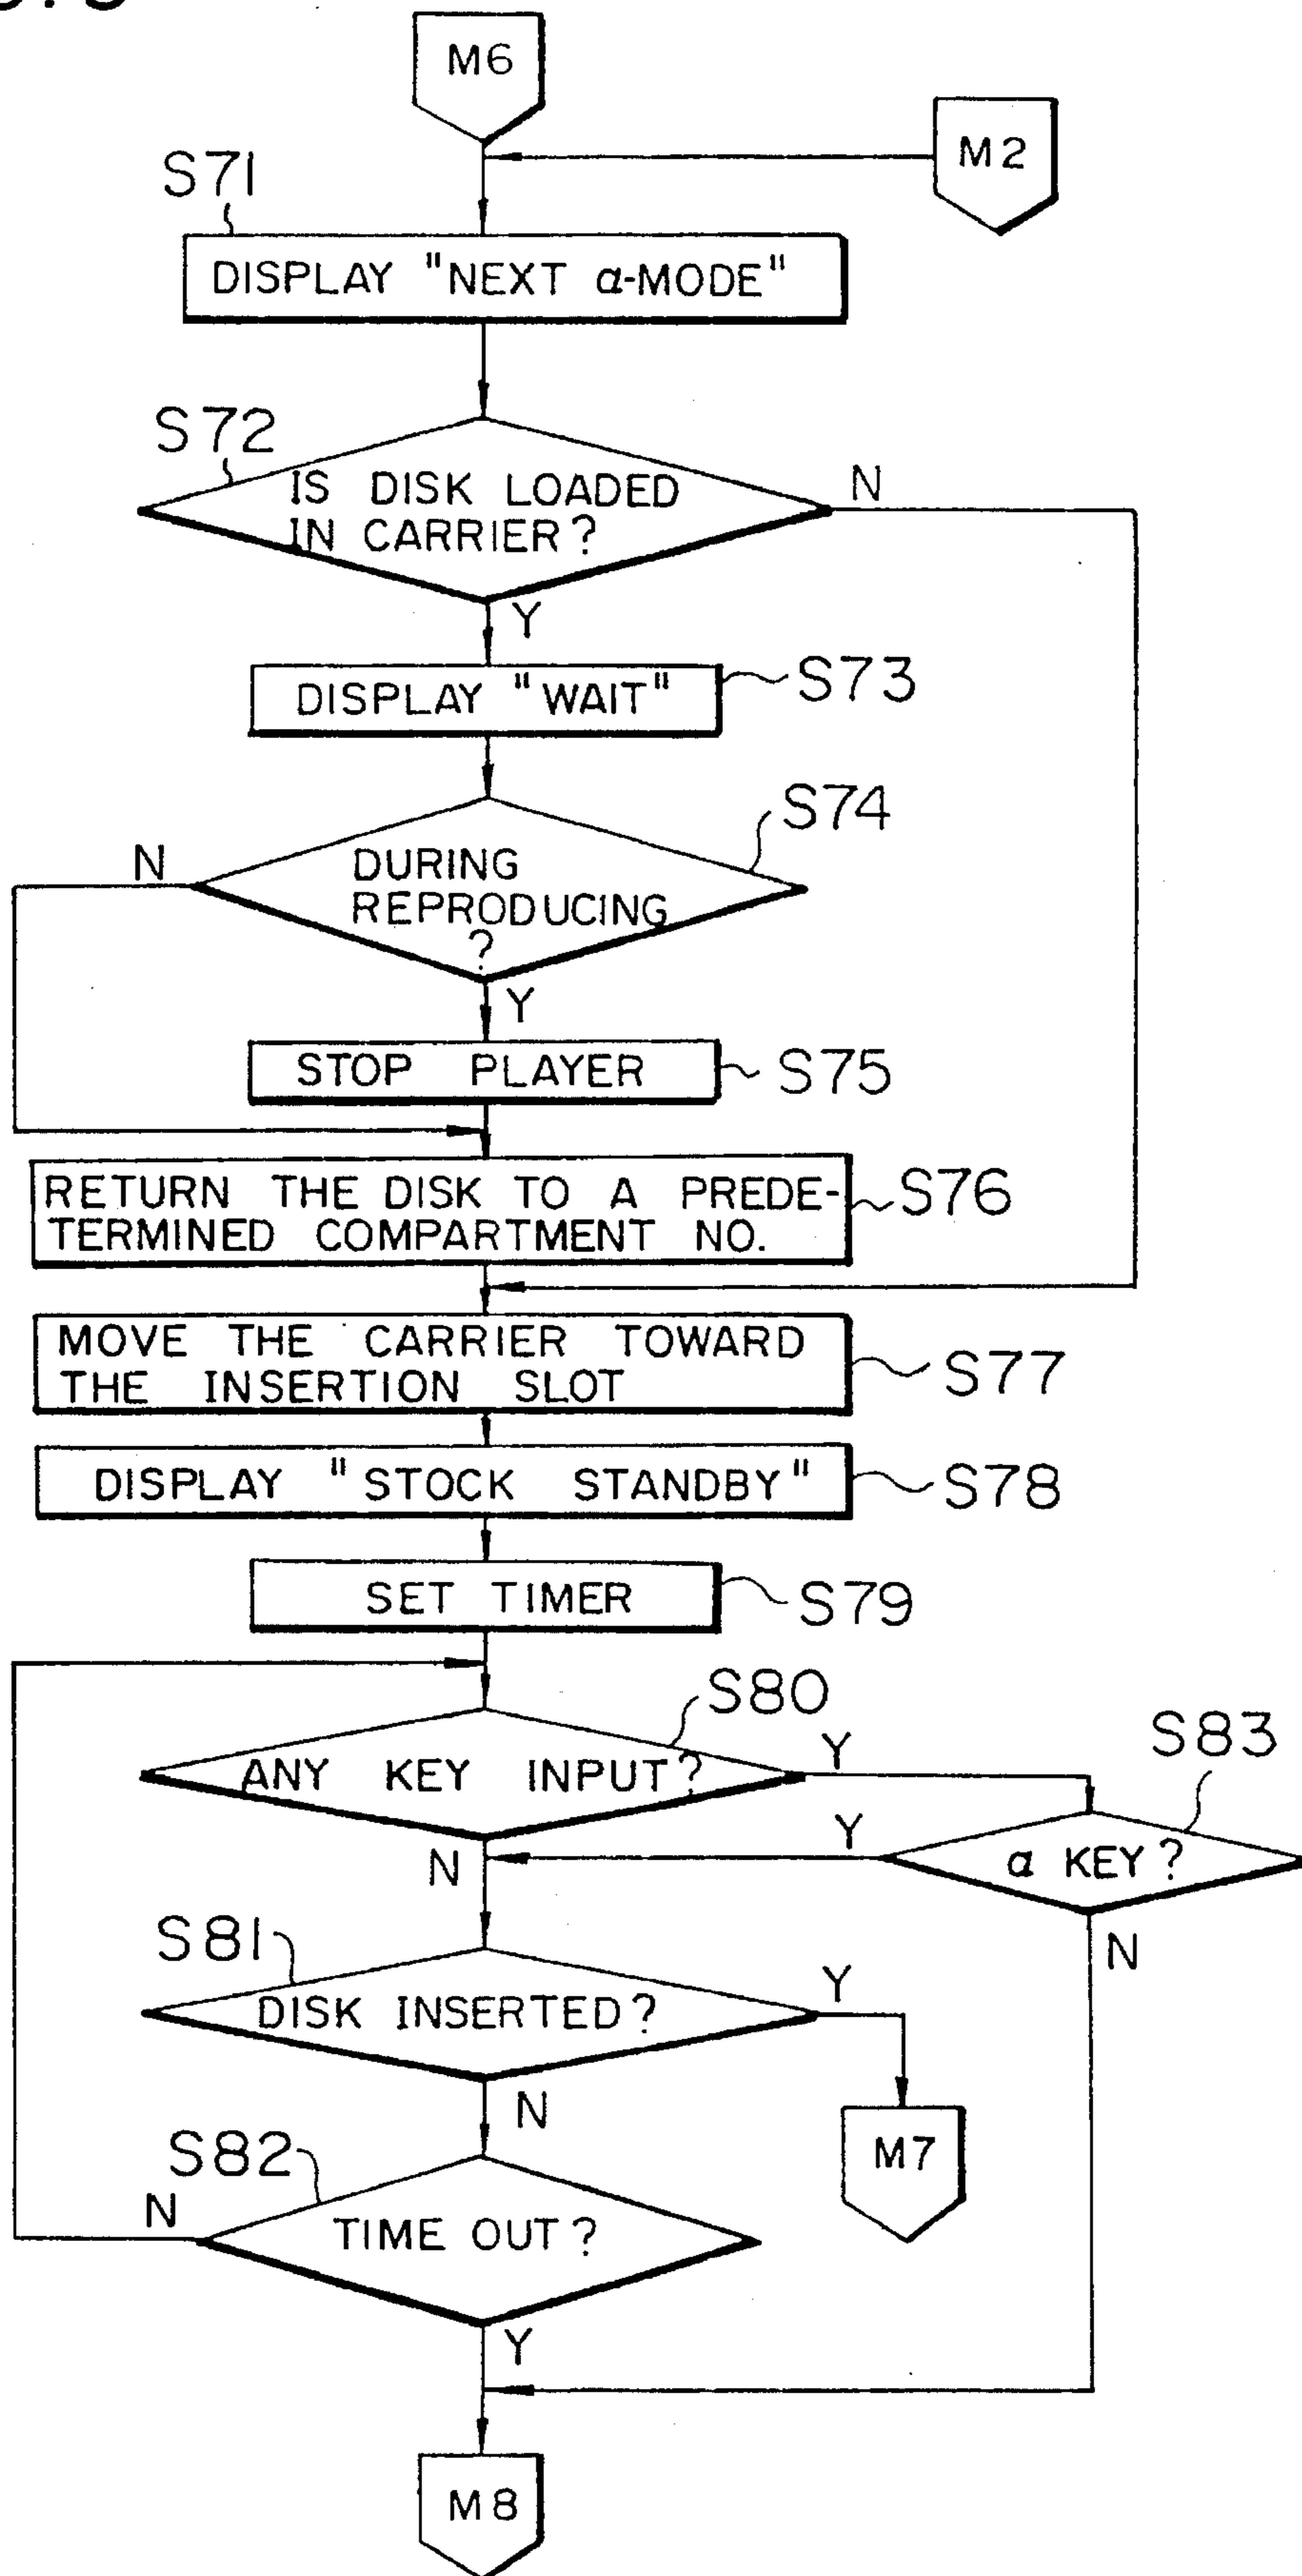 M6
M2
S71
DISPLAY "NEXT α-MODE"
S72
IS DISK LOADED
IN CARRIER?
N
Y
DISPLAY "WAIT"
S73
S74
N
DURING
REPRODUCING
?
Y
STOP PLAYER
S75
RETURN THE DISK TO A PREDE-
TERMINED COMPARTMENT NO.
S76
MOVE THE CARRIER TOWARD
THE INSERTION SLOT
S77
DISPLAY "STOCK STANDBY"
S78
SET TIMER
S79
S80
ANY KEY INPUT?
Y
S83
α KEY?
Y
N
N
S81
DISK INSERTED?
Y
N
M7
S82
N
TIME OUT?
Y
M8